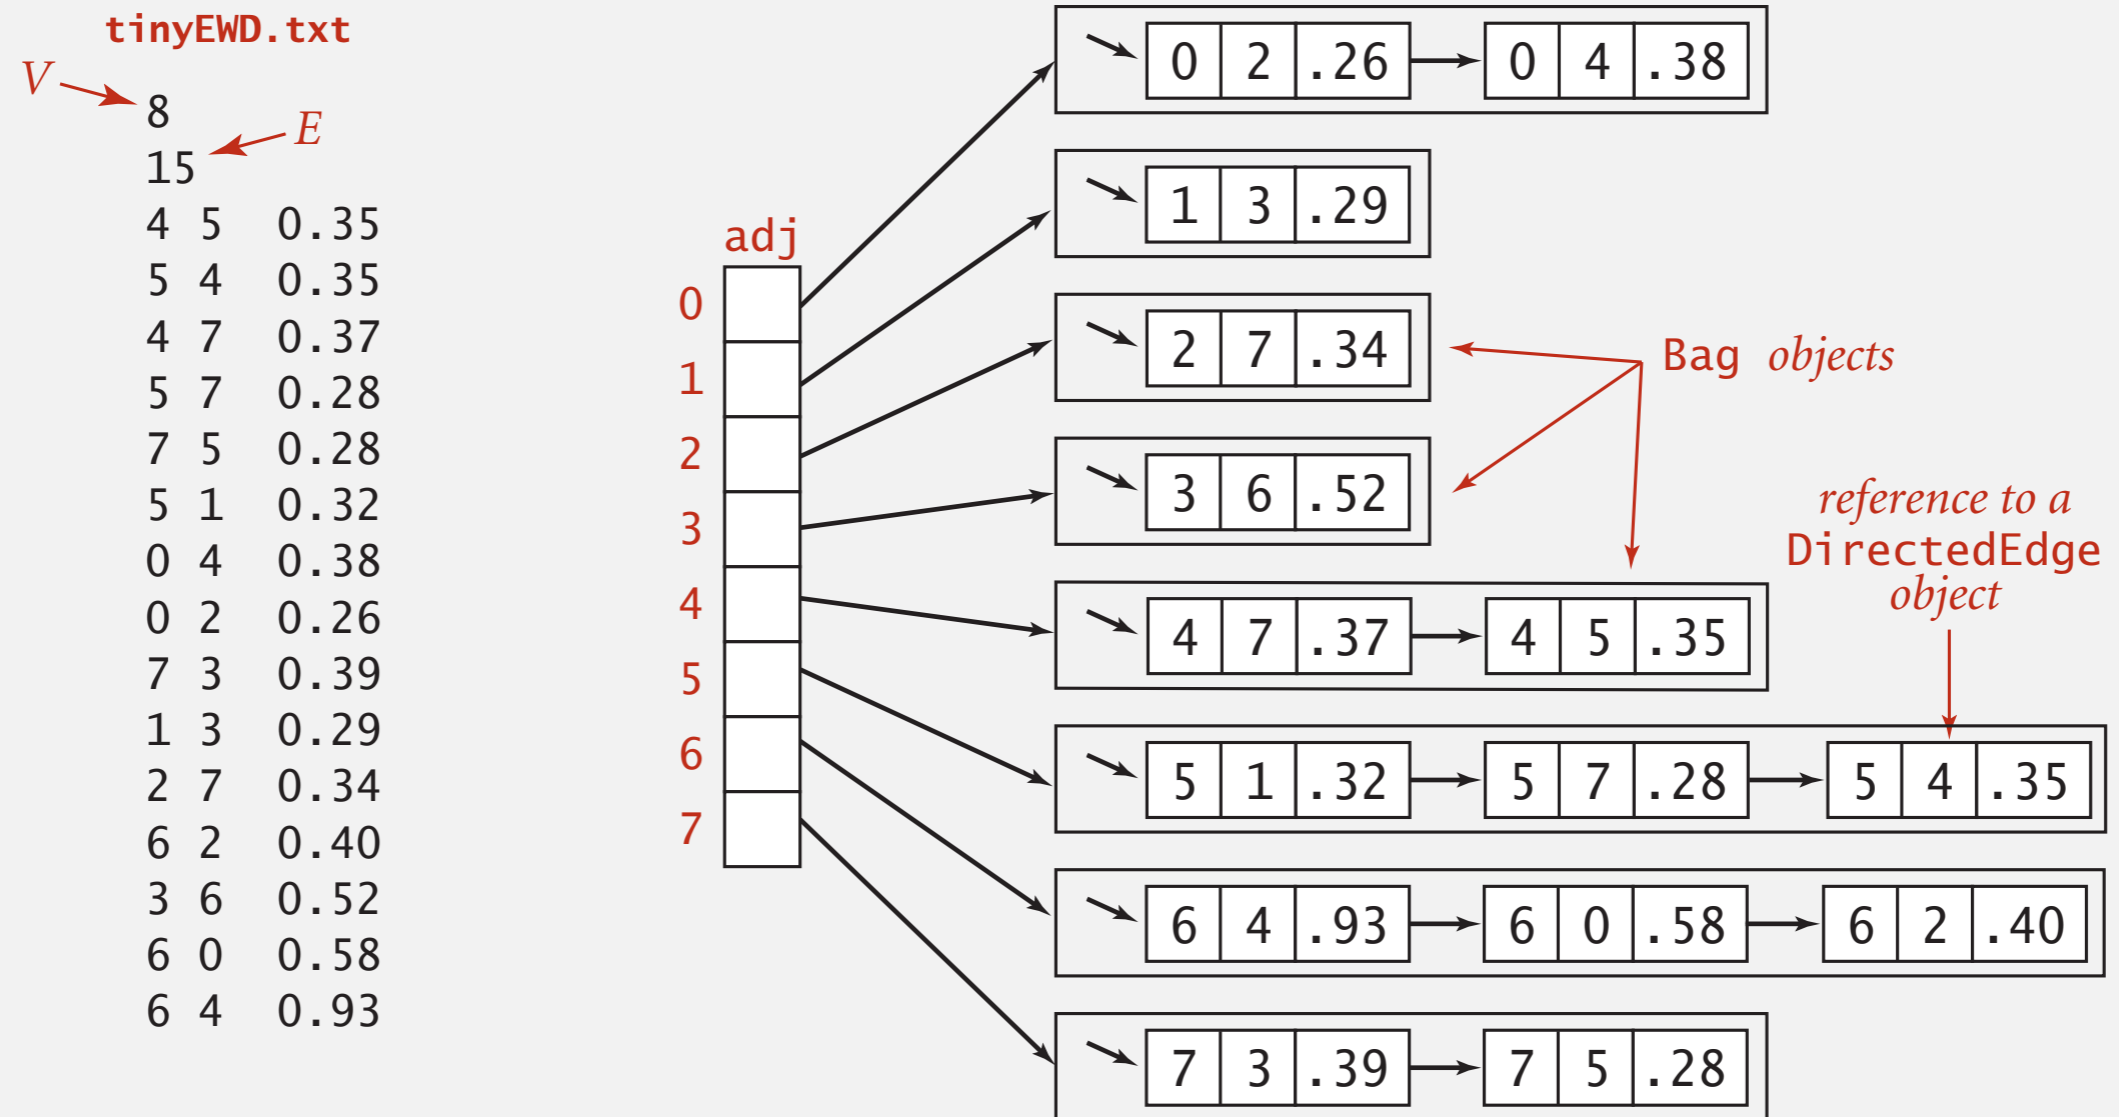 tinyEWD.txt
V
8
E
15
4 5 0.35
5 4 0.35
4 7 0.37
5 7 0.28
7 5 0.28
5 1 0.32
0 4 0.38
0 2 0.26
7 3 0.39
1 3 0.29
2 7 0.34
6 2 0.40
3 6 0.52
6 0 0.58
6 4 0.93
adj
0
1
2
3
4
5
6
7
0 2 .26 0 4 .38
1 3 .29
2 7 .34
3 6 .52
4 7 .37 4 5 .35
5 1 .32 5 7 .28 5 4 .35
6 4 .93 6 0 .58 6 2 .40
7 3 .39 7 5 .28
Bag objects
reference to a
DirectedEdge
object